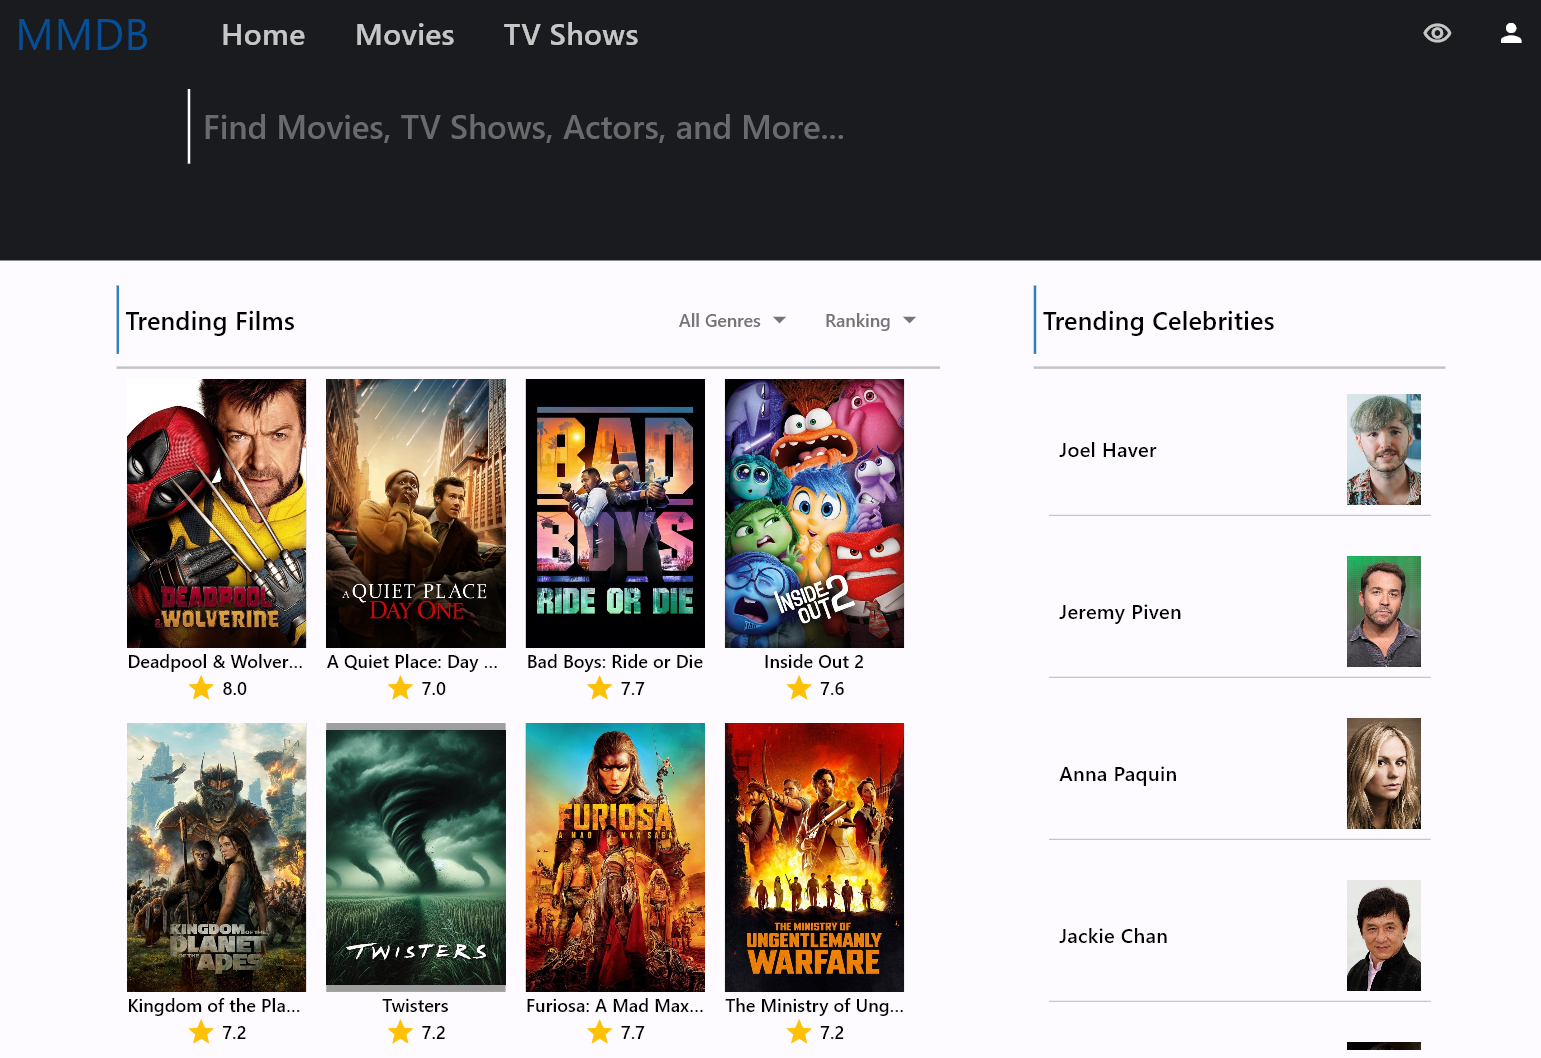 MMDB Home Movies TV Shows
Find Movies, TV Shows, Actors, and More...
Trending Films All Genres Ranking
Trending Celebrities
DEADPOOL
& WOLVERINE
A QUIET PLACE
DAY ONE
BAD
BOYS
RIDE OR DIE
INSIDE
OUT 2
Deadpool & Wolver...
8.0
A Quiet Place: Day ...
7.0
Bad Boys: Ride or Die
7.7
Inside Out 2
7.6
KINGDOM OF THE
PLANET
OF THE APES
TWISTERS
FURIOSA
A MAD MAX SAGA
THE MINISTRY OF
UNGENTLEMANLY
WARFARE
Kingdom of the Pla...
7.2
Twisters
7.2
Furiosa: A Mad Max...
7.7
The Ministry of Ung...
7.2
Joel Haver
Jeremy Piven
Anna Paquin
Jackie Chan